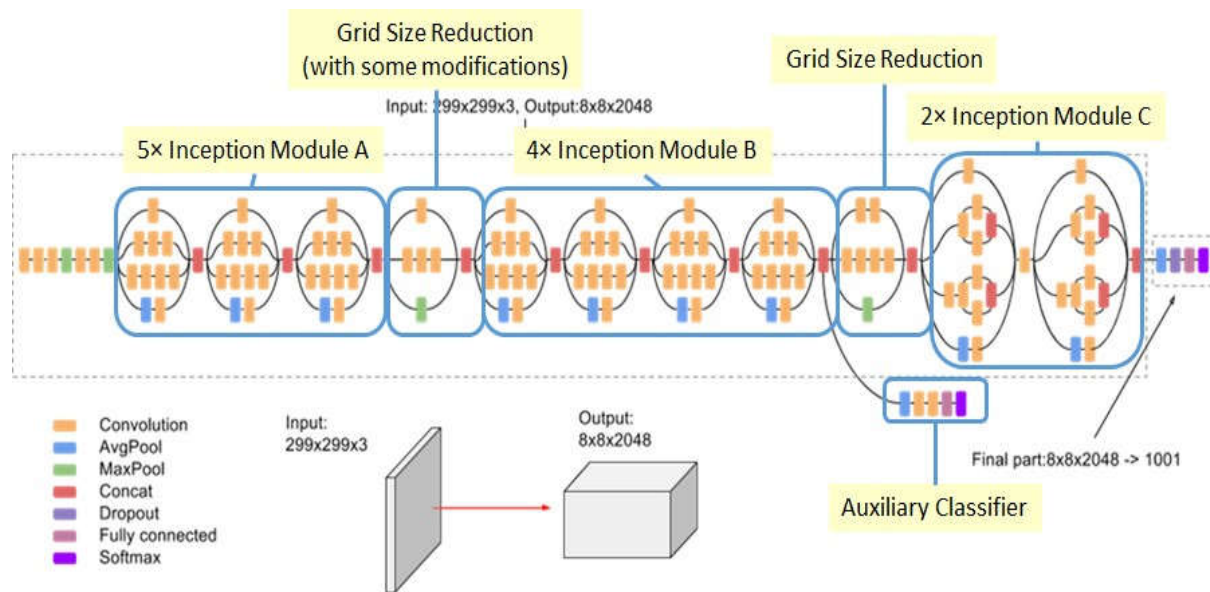 Grid Size Reduction
(with some modifications)
Grid Size Reduction
Input: 299x299x3, Output:8x8x2048
5× Inception Module A
4× Inception Module B
2× Inception Module C
Convolution
AvgPool
MaxPool
Concat
Dropout
Fully connected
Softmax
Input:
299x299x3
Output:
8x8x2048
Final part:8x8x2048 -> 1001
Auxiliary Classifier